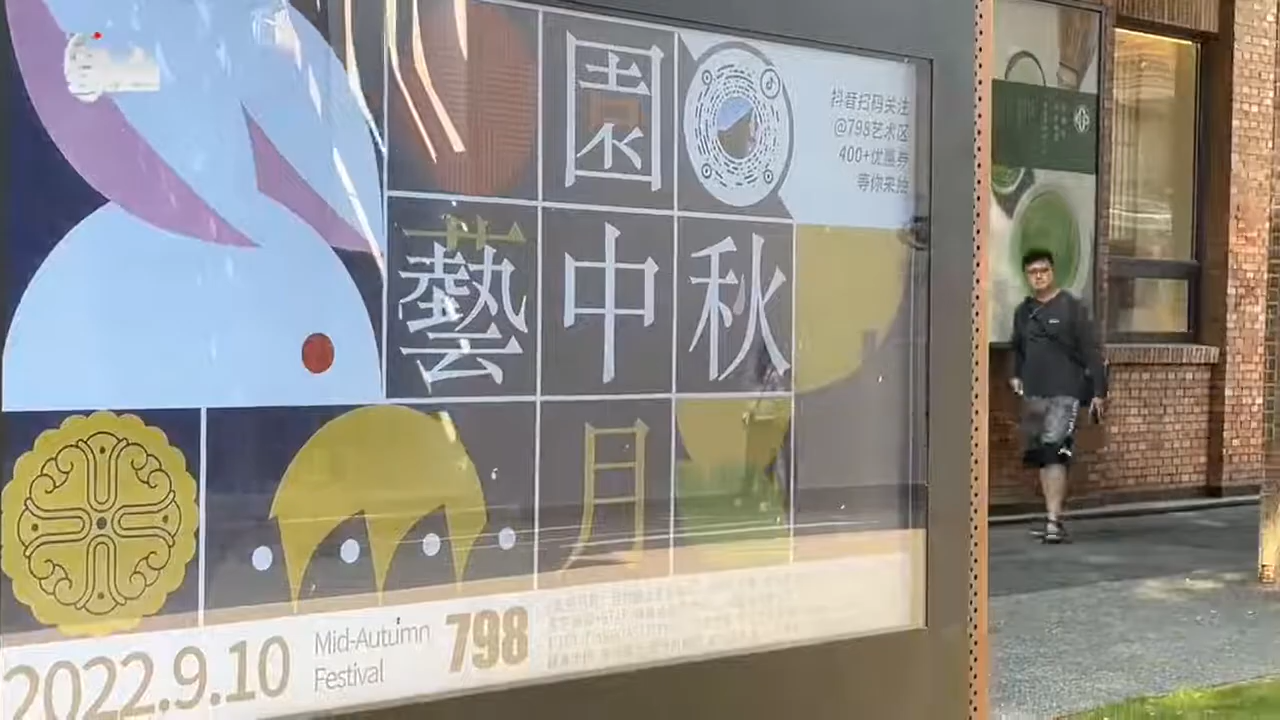 園
抖音扫码关注
@798艺术区
400+优惠券
等你来抢
藝中秋
月
2022.9.10
Mid-Autumn
Festival
798